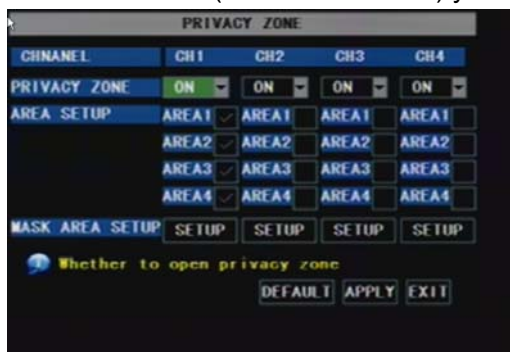 PRIVACY ZONE
CHNANEL CH1 CH2 CH3 CH4
PRIVACY ZONE ON ON ON ON
AREA SETUP AREA1 AREA1 AREA1 AREA1
AREA2 AREA2 AREA2 AREA2
AREA3 AREA3 AREA3 AREA3
AREA4 AREA4 AREA4 AREA4
MASK AREA SETUP SETUP SETUP SETUP SETUP
Whether to open privacy zone
DEFAULT APPLY EXIT